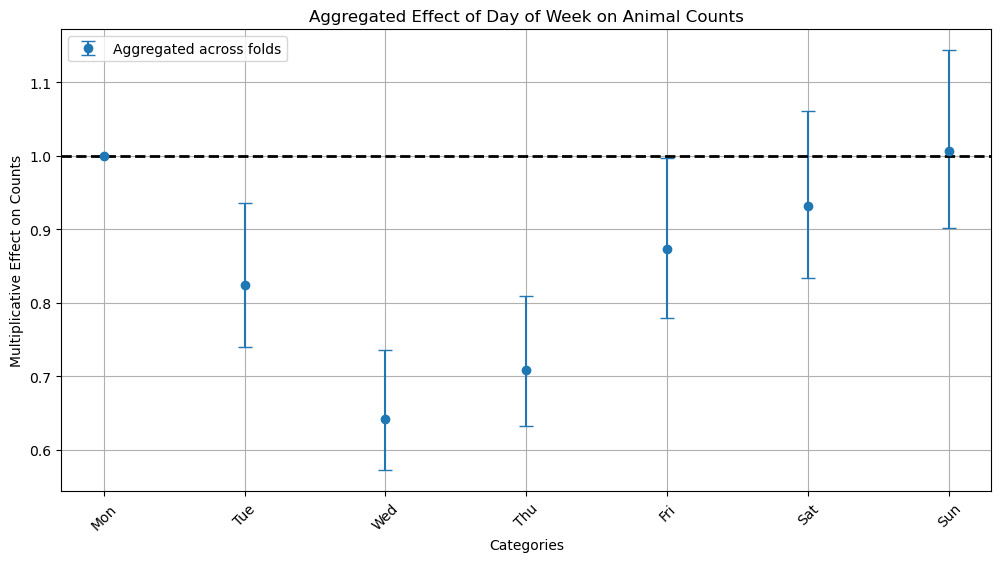 Aggregated Effect of Day of Week on Animal Counts
Aggregated across folds
Multiplicative Effect on Counts
1.1
1.0
0.9
0.8
0.7
0.6
Mon
Tue
Wed
Thu
Fri
Sat
Sun
Categories